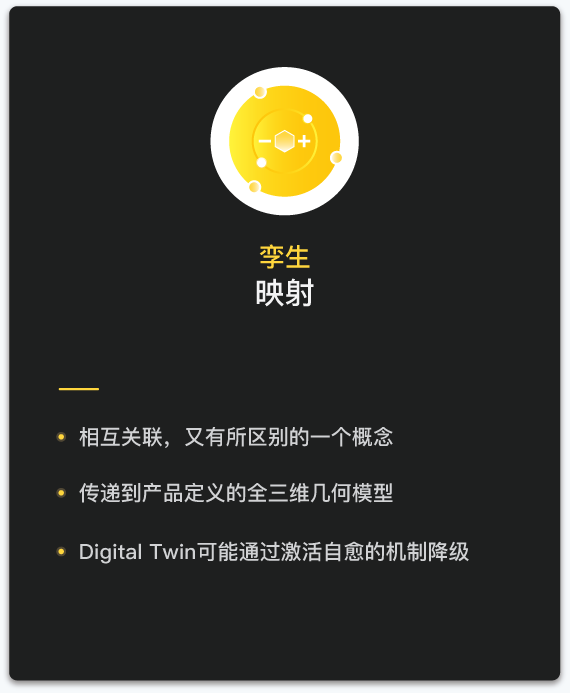 孪生
映射
相互关联，又有所区别的一个概念
传递到产品定义的全三维几何模型
Digital Twin可能通过激活自愈的机制降级